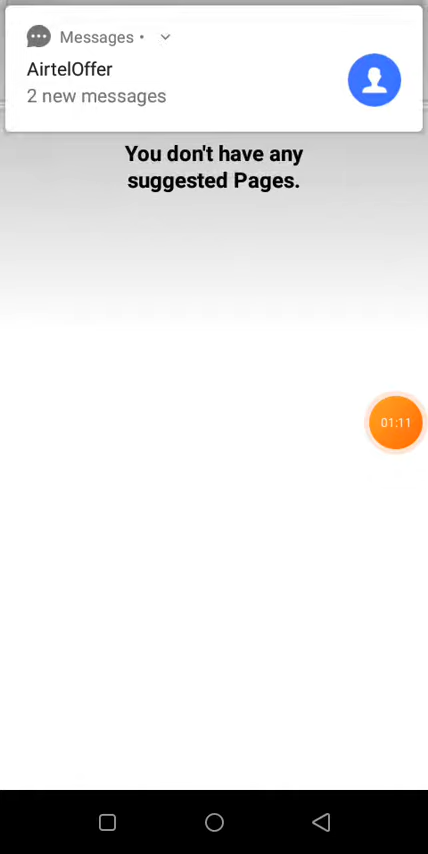 Messages •
AirtelOffer
2 new messages
You don't have any
suggested Pages.
01:11